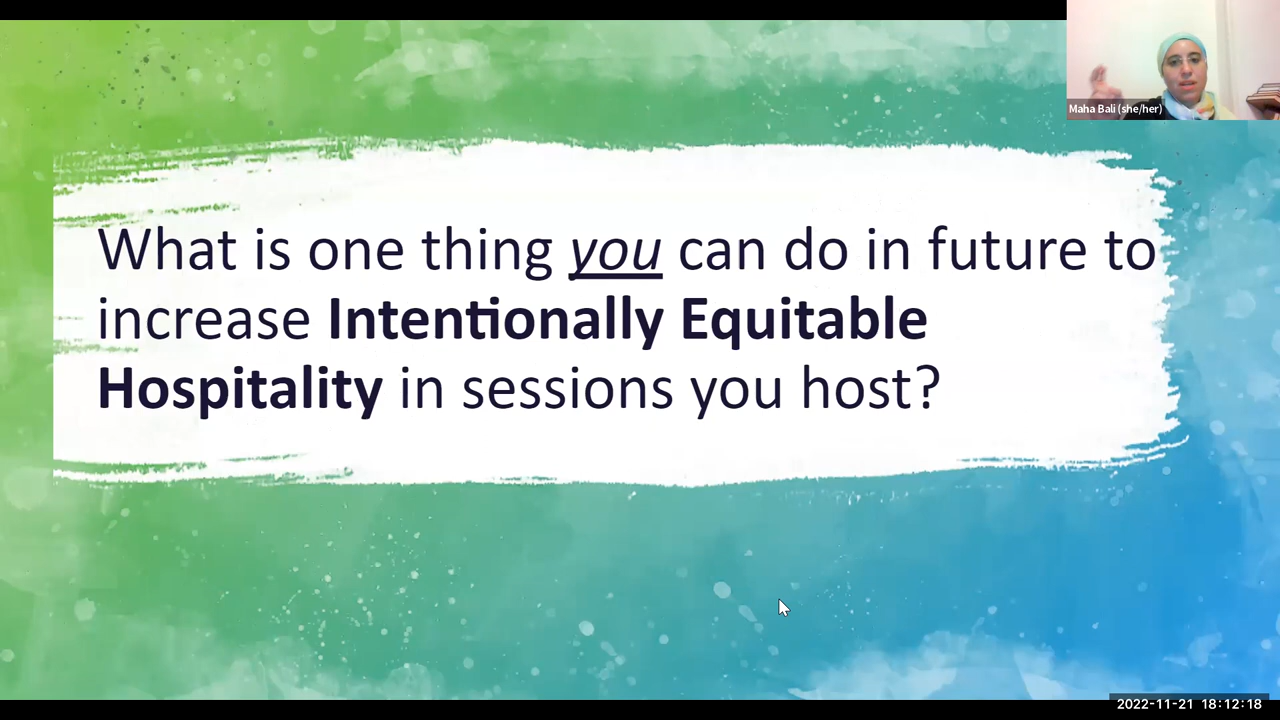 Maha Bali (she/her)
What is one thing you can do in future to
increase Intentionally Equitable
Hospitality in sessions you host?
2022-11-21 18:12:18